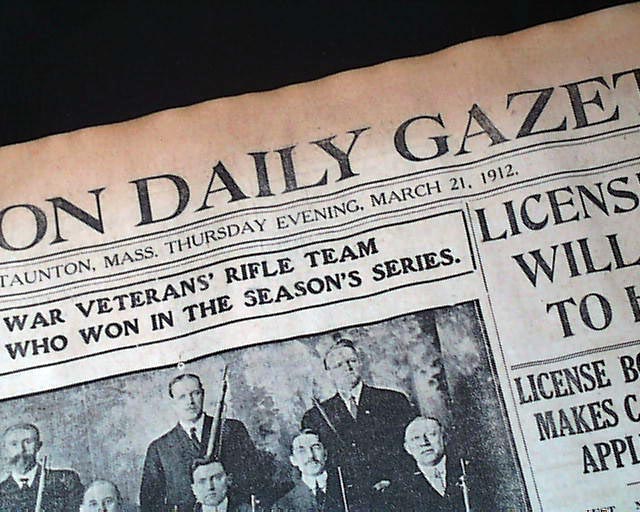 ON DAILY GAZET
TAUNTON, MASS. THURSDAY EVENING, MARCH 21, 1912.
WAR VETERANS' RIFLE TEAM
WHO WON IN THE SEASON'S SERIES.
LICENS
WILL
TO
LICENSE BO
MAKES C
APPL